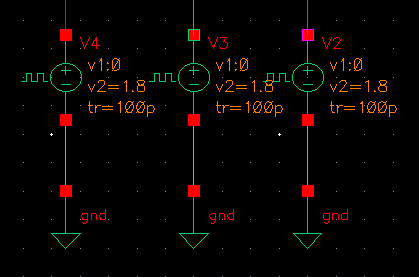 V4
V3
V2
v1:0
v1:0
v1:0
v2=1.8
v2=1.8
v2=1.8
tr=100p
tr=100p
tr=100p
gnd
gnd
gnd